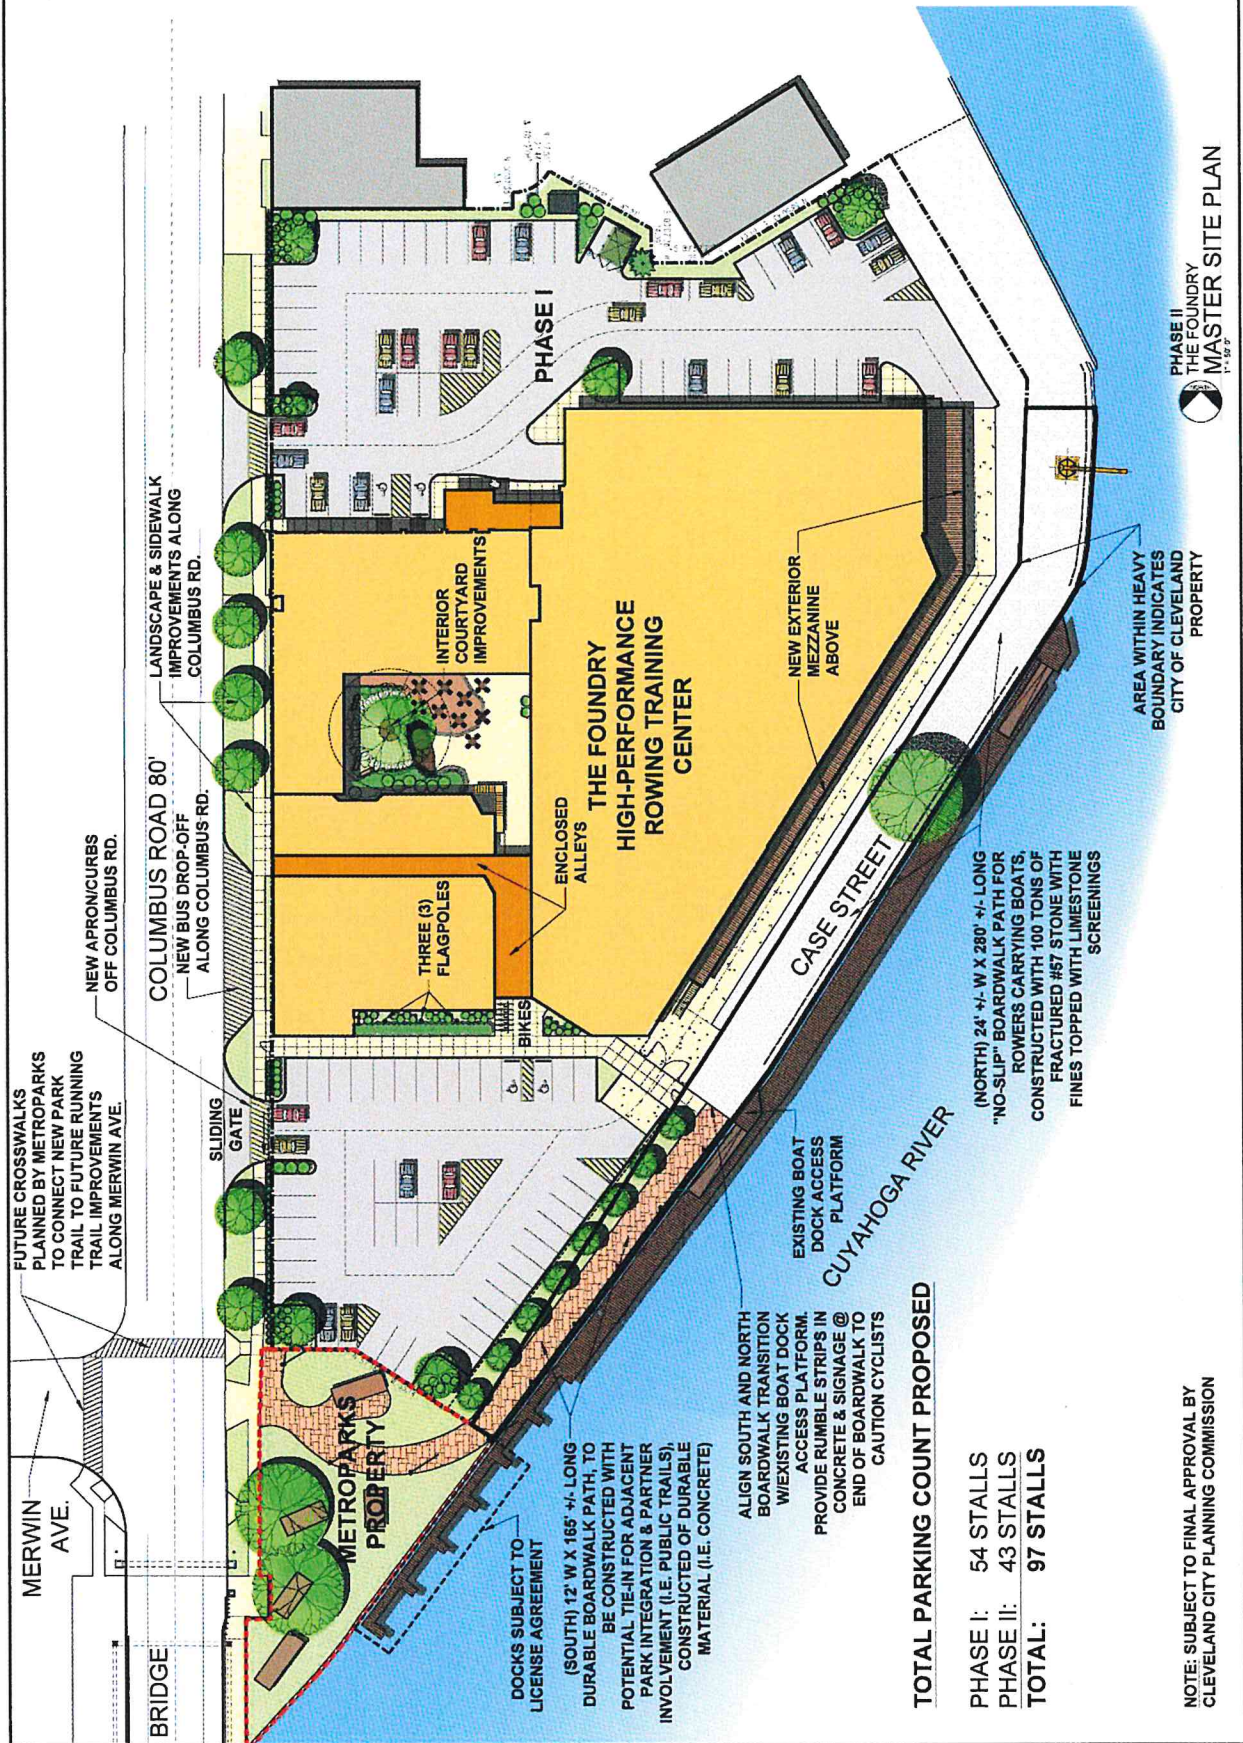 MERWIN
AVE.
BRIDGE
FUTURE CROSSWALKS
PLANNED BY METROPARKS
TO CONNECT NEW PARK
TRAIL TO FUTURE RUNNING
TRAIL IMPROVEMENTS
ALONG MERWIN AVE.
NEW APRON/CURBS
OFF COLUMBUS RD.
COLUMBUS ROAD 80'
NEW BUS DROP-OFF
ALONG COLUMBUS RD.
LANDSCAPE & SIDEWALK
IMPROVEMENTS ALONG
COLUMBUS RD.
SLIDING
GATE
METROPARKS
PROPERTY
THREE (3)
FLAGPOLES
BIKES
ENCLOSED
ALLEYS
INTERIOR
COURTYARD
IMPROVEMENTS
THE FOUNDRY
HIGH-PERFORMANCE
ROWING TRAINING
CENTER
PHASE I
NEW EXTERIOR
MEZZANINE
ABOVE
CASE STREET
CUYAHOGA RIVER
DOCKS SUBJECT TO
LICENSE AGREEMENT
(SOUTH) 12' W X 165' +/- LONG
DURABLE BOARDWALK PATH, TO
BE CONSTRUCTED WITH
POTENTIAL TIE-IN FOR ADJACENT
PARK INTEGRATION & PARTNER
INVOLVEMENT (I.E. PUBLIC TRAILS),
CONSTRUCTED OF DURABLE
MATERIAL (I.E. CONCRETE)
ALIGN SOUTH AND NORTH
BOARDWALK TRANSITION
W/EXISTING BOAT DOCK
ACCESS PLATFORM.
PROVIDE RUMBLE STRIPS IN
CONCRETE & SIGNAGE @
END OF BOARDWALK TO
CAUTION CYCLISTS
EXISTING BOAT
DOCK ACCESS
PLATFORM
(NORTH) 24' +/- W X 280' +/- LONG
"NO-SLIP" BOARDWALK PATH FOR
ROWERS CARRYING BOATS,
CONSTRUCTED WITH 100 TONS OF
FRACTURED #57 STONE WITH
FINES TOPPED WITH LIMESTONE
SCREENINGS
AREA WITHIN HEAVY
BOUNDARY INDICATES
CITY OF CLEVELAND
PROPERTY
TOTAL PARKING COUNT PROPOSED
PHASE I: 54 STALLS
PHASE II: 43 STALLS
TOTAL: 97 STALLS
NOTE: SUBJECT TO FINAL APPROVAL BY
CLEVELAND CITY PLANNING COMMISSION
PHASE II
THE FOUNDRY
MASTER SITE PLAN